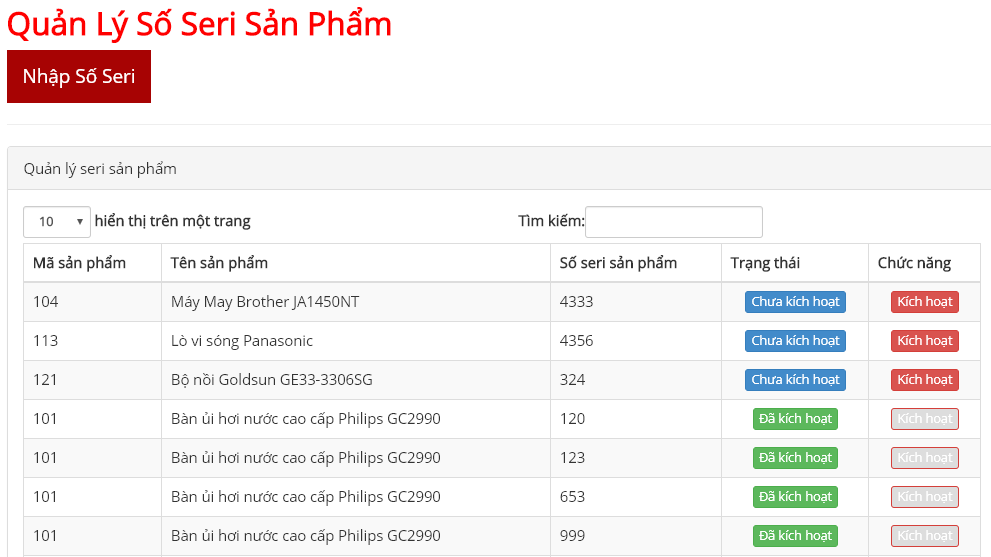 Quản Lý Số Seri Sản Phẩm
Nhập Số Seri
Quản lý seri sản phẩm
10 hiển thị trên một trang Tìm kiếm:
Mã sản phẩm Tên sản phẩm Số seri sản phẩm Trạng thái Chức năng
104 Máy May Brother JA1450NT 4333 Chưa kích hoạt Kích hoạt
113 Lò vi sóng Panasonic 4356 Chưa kích hoạt Kích hoạt
121 Bộ nồi Goldsun GE33-3306SG 324 Chưa kích hoạt Kích hoạt
101 Bàn ủi hơi nước cao cấp Philips GC2990 120 Đã kích hoạt Kích hoạt
101 Bàn ủi hơi nước cao cấp Philips GC2990 123 Đã kích hoạt Kích hoạt
101 Bàn ủi hơi nước cao cấp Philips GC2990 653 Đã kích hoạt Kích hoạt
101 Bàn ủi hơi nước cao cấp Philips GC2990 999 Đã kích hoạt Kích hoạt